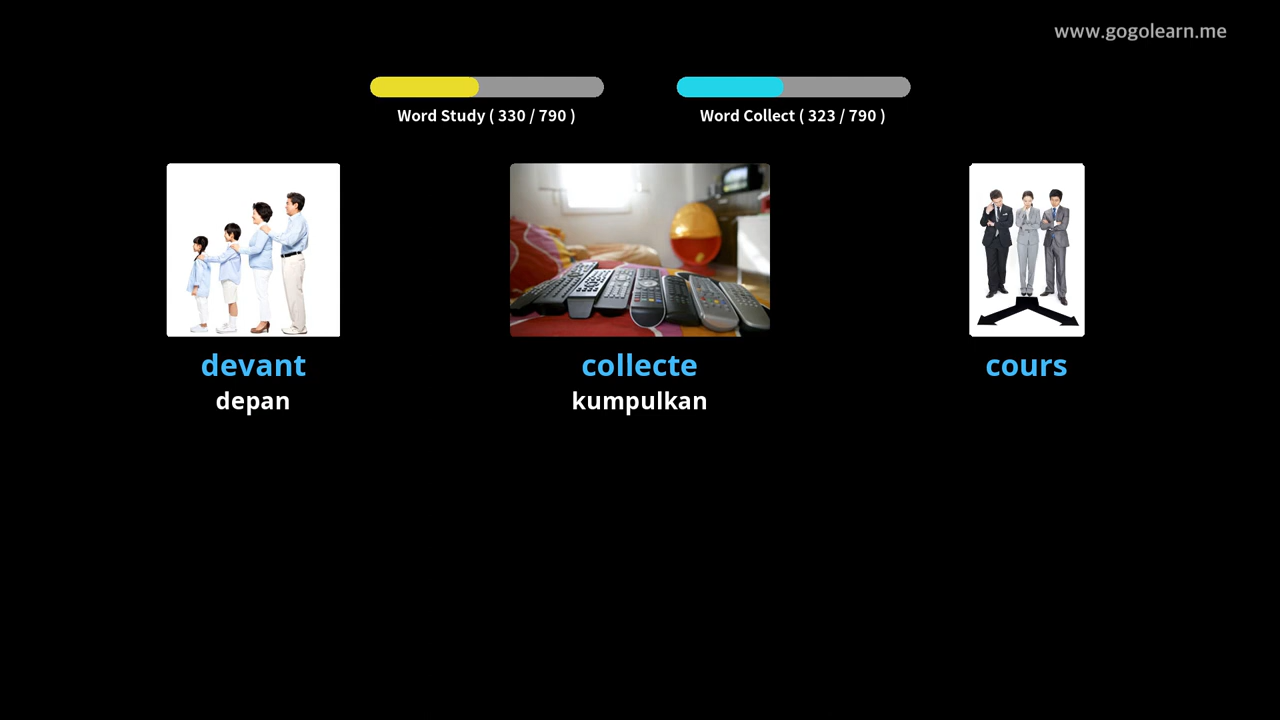 www.gogolearn.me
Word Study ( 330 / 790 )
Word Collect ( 323 / 790 )
devant
depan
collecte
kumpulkan
cours